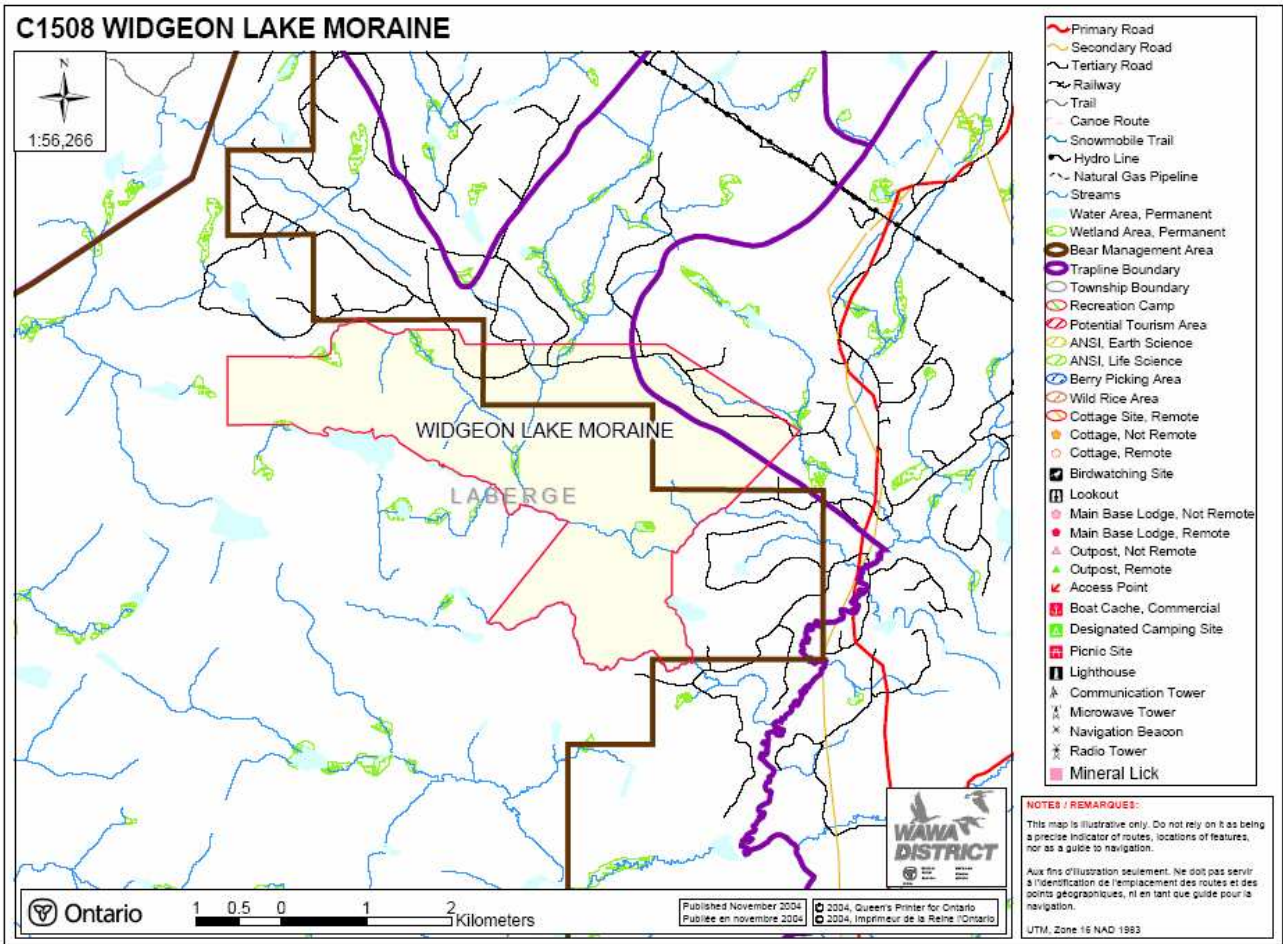 C1508 WIDGEON LAKE MORAINE
N
1:56,266
WIDGEON LAKE MORAINE
LABERGE
Primary Road
Secondary Road
Tertiary Road
Railway
Trail
Canoe Route
Snowmobile Trail
Hydro Line
Natural Gas Pipeline
Streams
Water Area, Permanent
Wetland Area, Permanent
Bear Management Area
Trapline Boundary
Township Boundary
Recreation Camp
Potential Tourism Area
ANSI, Earth Science
ANSI, Life Science
Berry Picking Area
Wild Rice Area
Cottage Site, Remote
Cottage, Not Remote
Cottage, Remote
Birdwatching Site
Lookout
Main Base Lodge, Not Remote
Main Base Lodge, Remote
Outpost, Not Remote
Outpost, Remote
Access Point
Boat Cache, Commercial
Designated Camping Site
Picnic Site
Lighthouse
Communication Tower
Microwave Tower
Navigation Beacon
Radio Tower
Mineral Lick
WAWA
DISTRICT
NOTES / REMARQUES:
This map is illustrative only. Do not rely on it as being
a precise indicator of routes, locations of features,
nor as a guide to navigation.
Aux fins d'illustration seulement. Ne doit pas servir
à l'identification de l'emplacement des routes et des
points géographiques, ni en tant que guide pour la
navigation.
UTM, Zone 16 NAD 1983
Ontario
1 0.5 0 1 2
Kilometers
Published November 2004
Publiée en novembre 2004
© 2004, Queen's Printer for Ontario
© 2004, Imprimeur de la Reine l'Ontario